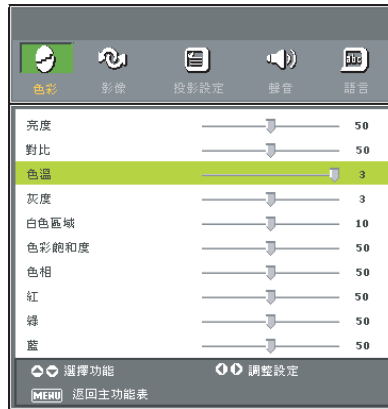 色彩 影像 投影設定 聲音 語言
亮度 50
對比 50
色溫 3
灰度 3
白色區域 10
色彩飽和度 50
色相 50
紅 50
綠 50
藍 50
選擇功能 調整設定
MENU 返回主功能表